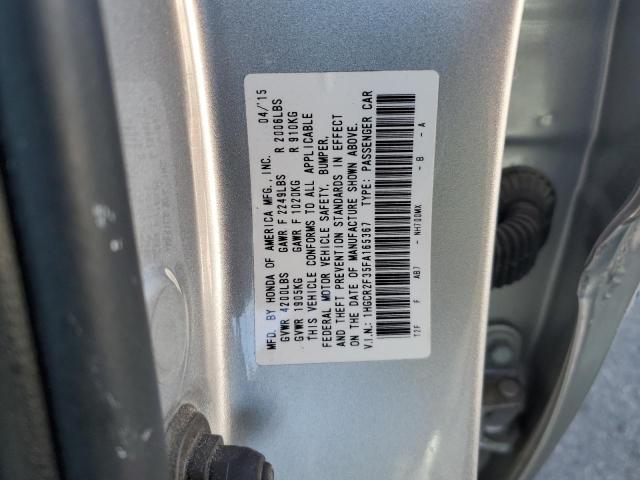 MFD. BY HONDA OF AMERICA MFG., INC. 04/'15
GVWR 4200LBS GAWR F 2249LBS R 2006LBS
GVWR 1905KG GAWR F 1020KG R 910KG
THIS VEHICLE CONFORMS TO ALL APPLICABLE
FEDERAL MOTOR VEHICLE SAFETY, BUMPER,
AND THEFT PREVENTION STANDARDS IN EFFECT
ON THE DATE OF MANUFACTURE SHOWN ABOVE.
V.I.N.: 1HGCR2F35FA165367 TYPE: PASSENGER CAR
T2F F AB7 - NH700MX - B - A